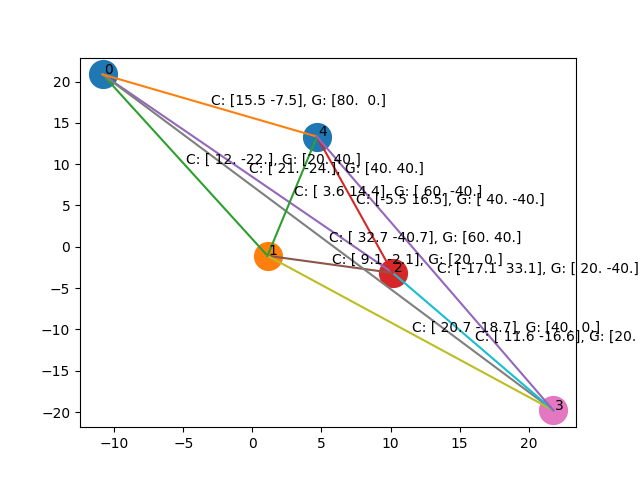 0
C: [15.5 -7.5], G: [80. 0.]
4
C: [ 12. -22.], G: [20. 40.]
C: [ 21. -24.], G: [40. 40.]
C: [ 3.6 14.4], G: [ 60. -40.]
C: [-5.5 16.5], G: [ 40. -40.]
C: [ 32.7 -40.7], G: [60. 40.]
1
C: [ 9.1 -2.1], G: [20. 0.]
2
C: [-17.1 33.1], G: [ 20. -40.]
C: [ 20.7 -18.7], G: [40. 0.]
C: [ 11.6 -16.6], G: [20.
3
20
15
10
5
0
−5
−10
−15
−20
−10 −5 0 5 10 15 20